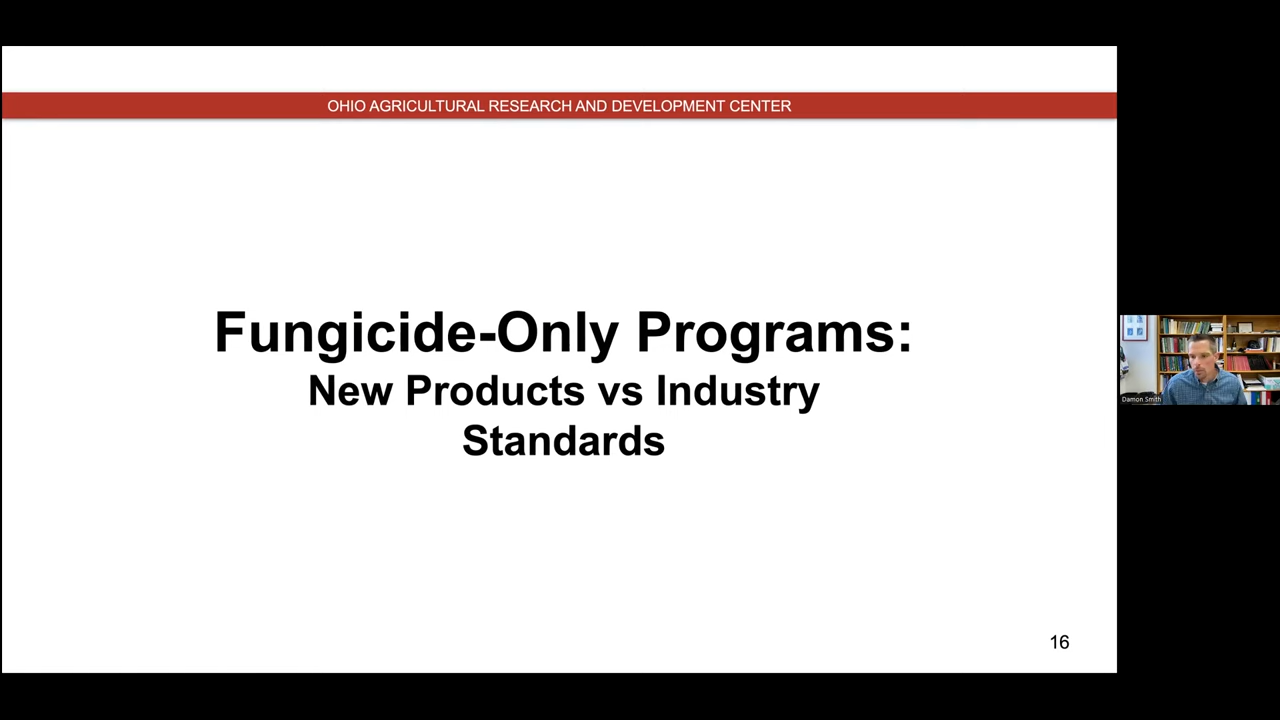 OHIO AGRICULTURAL RESEARCH AND DEVELOPMENT CENTER
Fungicide-Only Programs:
New Products vs Industry
Standards
Damon Smith
16